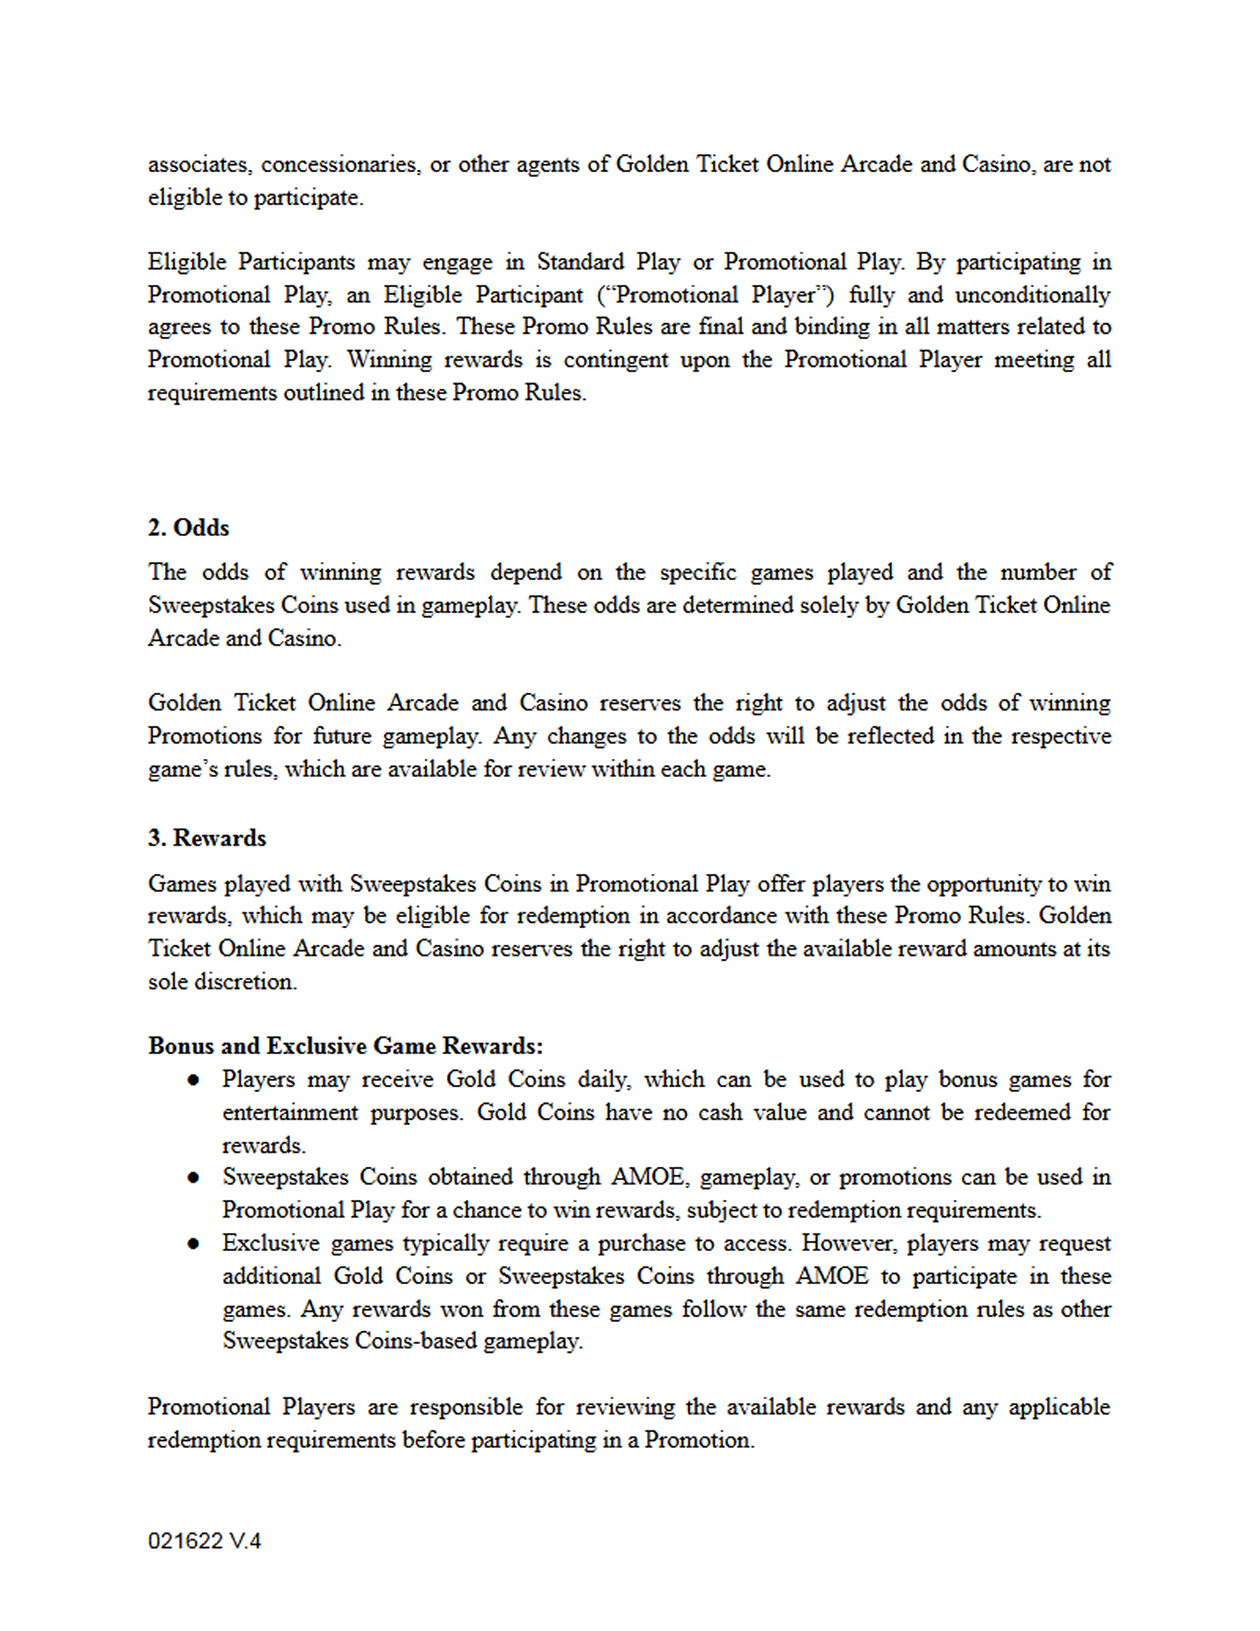 associates, concessionaries, or other agents of Golden Ticket Online Arcade and Casino, are not
eligible to participate.
Eligible Participants may engage in Standard Play or Promotional Play. By participating in
Promotional Play, an Eligible Participant (“Promotional Player”) fully and unconditionally
agrees to these Promo Rules. These Promo Rules are final and binding in all matters related to
Promotional Play. Winning rewards is contingent upon the Promotional Player meeting all
requirements outlined in these Promo Rules.
2. Odds
The odds of winning rewards depend on the specific games played and the number of
Sweepstakes Coins used in gameplay. These odds are determined solely by Golden Ticket Online
Arcade and Casino.
Golden Ticket Online Arcade and Casino reserves the right to adjust the odds of winning
Promotions for future gameplay. Any changes to the odds will be reflected in the respective
game’s rules, which are available for review within each game.
3. Rewards
Games played with Sweepstakes Coins in Promotional Play offer players the opportunity to win
rewards, which may be eligible for redemption in accordance with these Promo Rules. Golden
Ticket Online Arcade and Casino reserves the right to adjust the available reward amounts at its
sole discretion.
Bonus and Exclusive Game Rewards:
● Players may receive Gold Coins daily, which can be used to play bonus games for
entertainment purposes. Gold Coins have no cash value and cannot be redeemed for
rewards.
● Sweepstakes Coins obtained through AMOE, gameplay, or promotions can be used in
Promotional Play for a chance to win rewards, subject to redemption requirements.
● Exclusive games typically require a purchase to access. However, players may request
additional Gold Coins or Sweepstakes Coins through AMOE to participate in these
games. Any rewards won from these games follow the same redemption rules as other
Sweepstakes Coins-based gameplay.
Promotional Players are responsible for reviewing the available rewards and any applicable
redemption requirements before participating in a Promotion.
021622 V.4